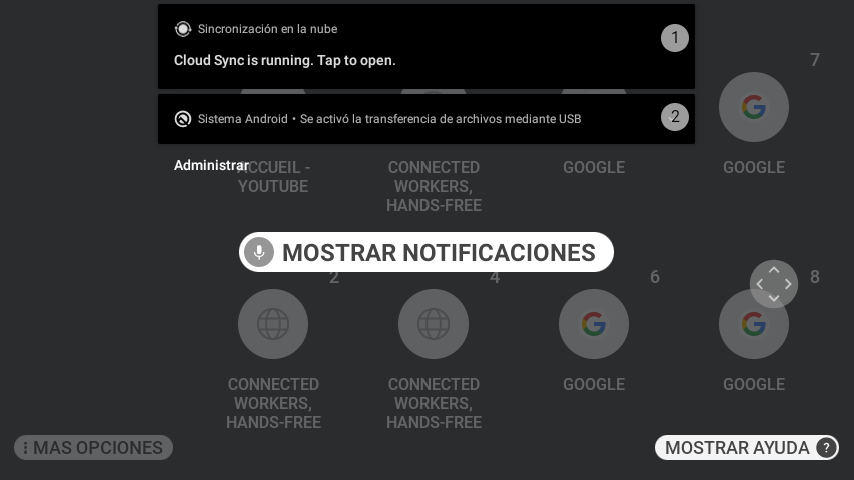 Sincronización en la nube
1
Cloud Sync is running. Tap to open.
7
Sistema Android • Se activó la transferencia de archivos mediante USB
2
Administrar
ACCUEIL -
YOUTUBE
CONNECTED
WORKERS,
HANDS-FREE
GOOGLE
GOOGLE
MOSTRAR NOTIFICACIONES
2
4
6
8
CONNECTED
WORKERS,
HANDS-FREE
CONNECTED
WORKERS,
HANDS-FREE
GOOGLE
GOOGLE
MAS OPCIONES
MOSTRAR AYUDA ?